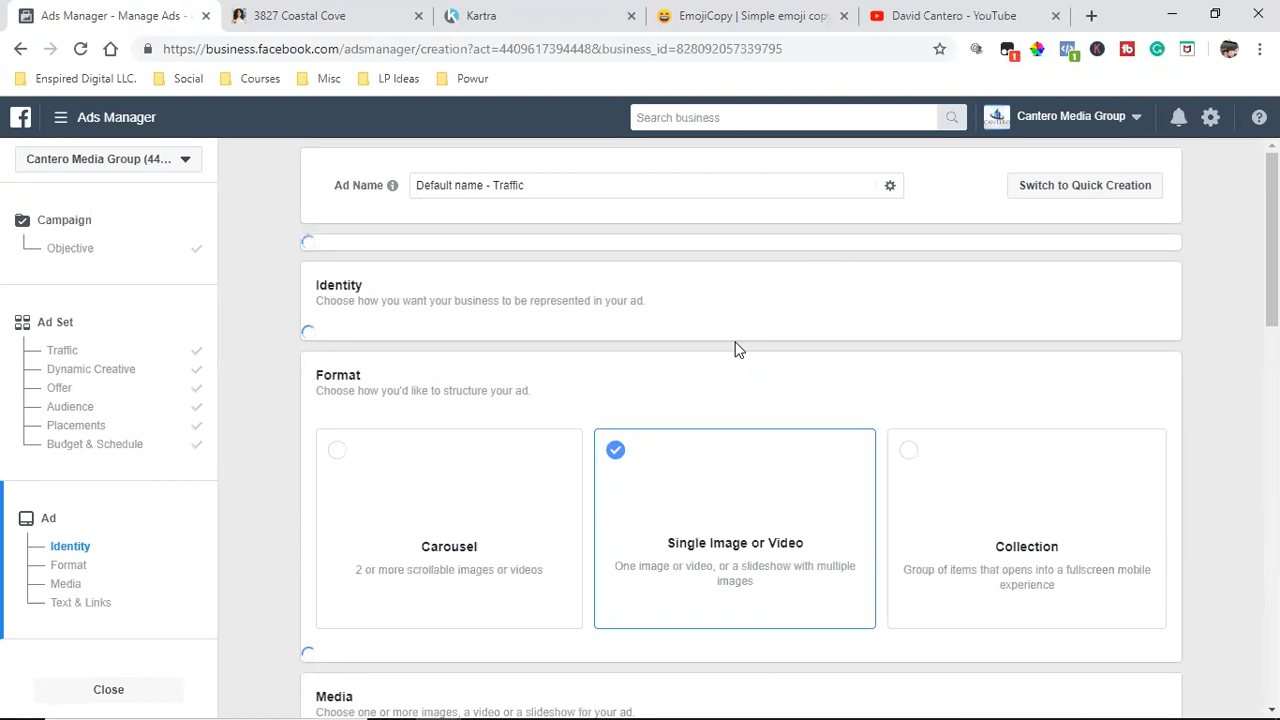 Ads Manager - Manage Ads -
3827 Coastal Cove
Kartra
EmojiCopy | Simple emoji cop
David Cantero - YouTube
https://business.facebook.com/adsmanager/creation?act=4409617394448&business_id=828092057339795
1
1
Enspired Digital LLC.
Social
Courses
Misc
LP Ideas
Powur
Ads Manager
Search business
Cantero Media Group
Cantero Media Group (44...
Campaign
Objective
Ad Set
Traffic
Dynamic Creative
Offer
Audience
Placements
Budget & Schedule
Ad
Identity
Format
Media
Text & Links
Close
Ad Name
Default name - Traffic
Switch to Quick Creation
Identity
Choose how you want your business to be represented in your ad.
Format
Choose how you'd like to structure your ad.
Carousel
2 or more scrollable images or videos
Single Image or Video
One image or video, or a slideshow with multiple
images
Collection
Group of items that opens into a fullscreen mobile
experience
Media
Choose one or more images, a video or a slideshow for your ad.